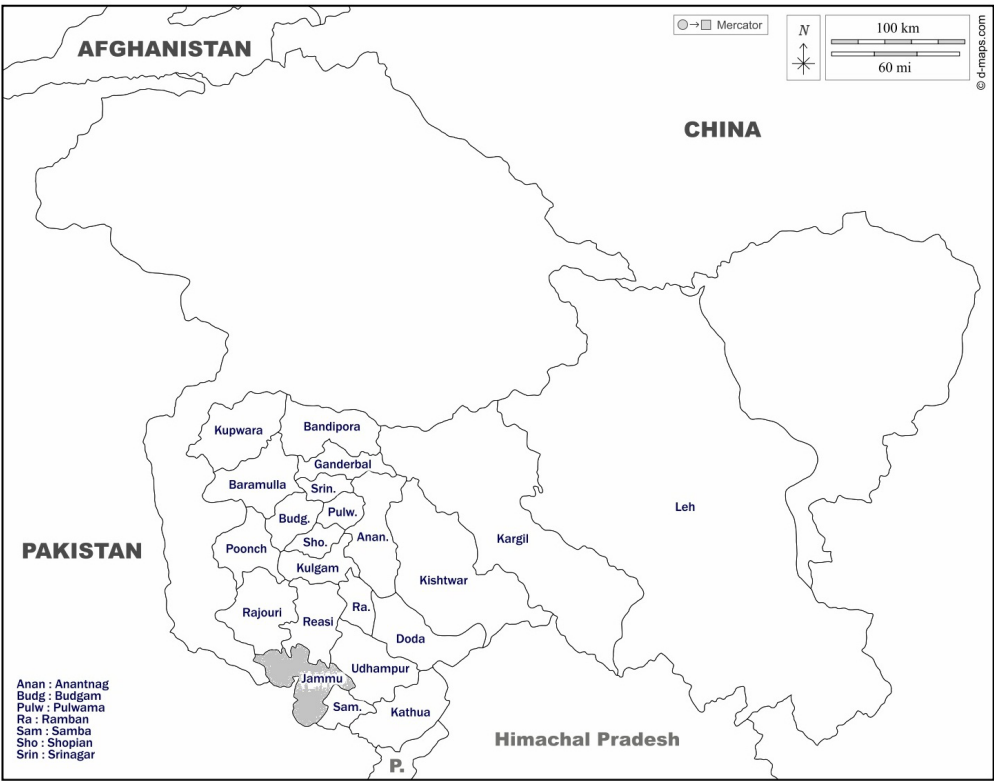 AFGHANISTAN
Mercator
N
100 km
60 mi
© d-maps.com
CHINA
Kupwara
Bandipora
Ganderbal
Baramulla
Srin.
Budg.
Pulw.
Leh
PAKISTAN
Poonch
Sho.
Anan.
Kargil
Kulgam
Kishtwar
Rajouri
Reasi
Ra.
Doda
Udhampur
Jammu
Sam.
Kathua
Anan : Anantnag
Budg : Budgam
Pulw : Pulwama
Ra : Ramban
Sam : Samba
Sho : Shopian
Srin : Srinagar
Himachal Pradesh
P.